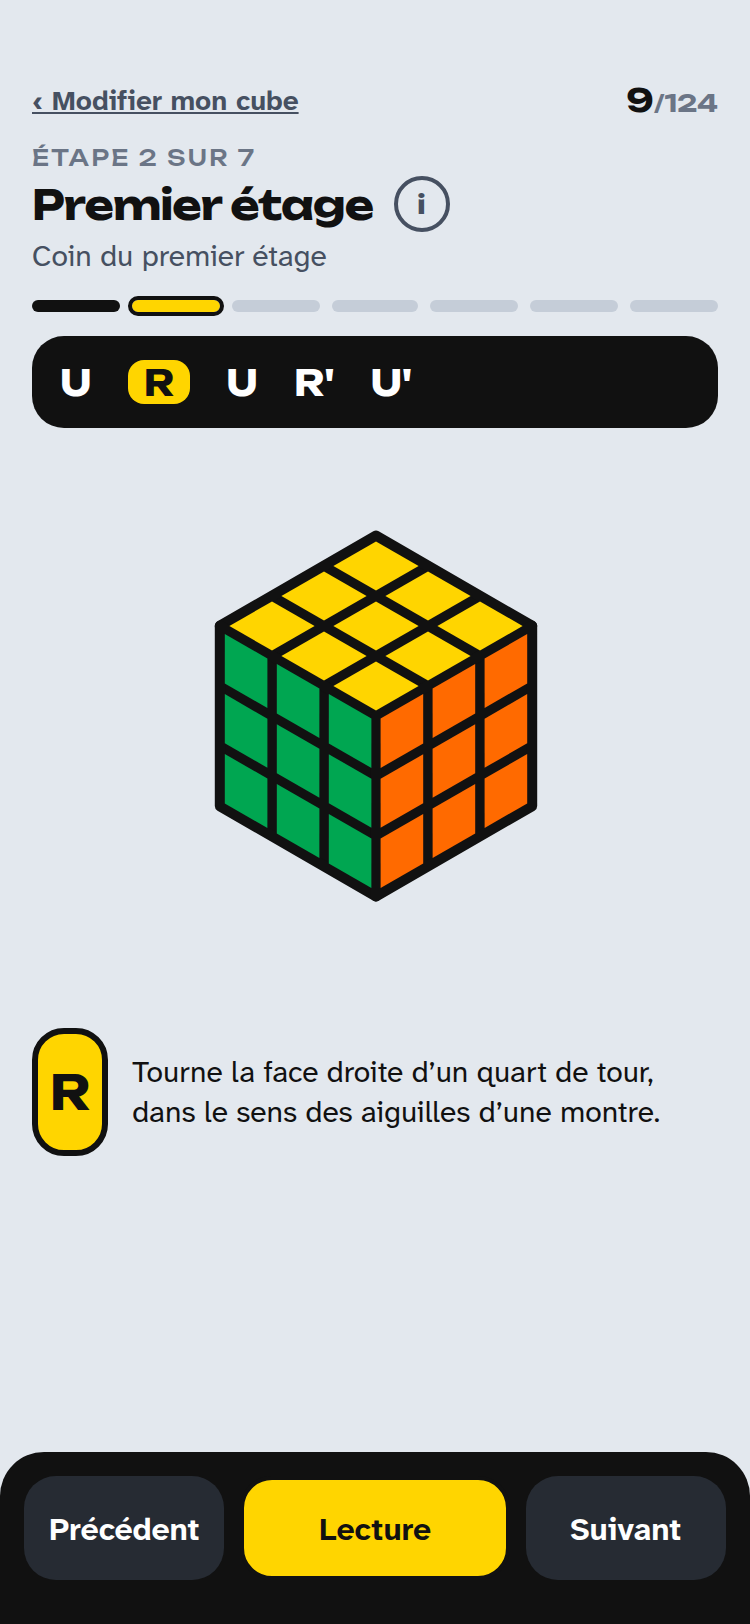 ‹ Modifier mon cube
9/124
ÉTAPE 2 SUR 7
Premier étage i
Coin du premier étage
U R U R' U'
R
Tourne la face droite d’un quart de tour,
dans le sens des aiguilles d’une montre.
Précédent Lecture Suivant